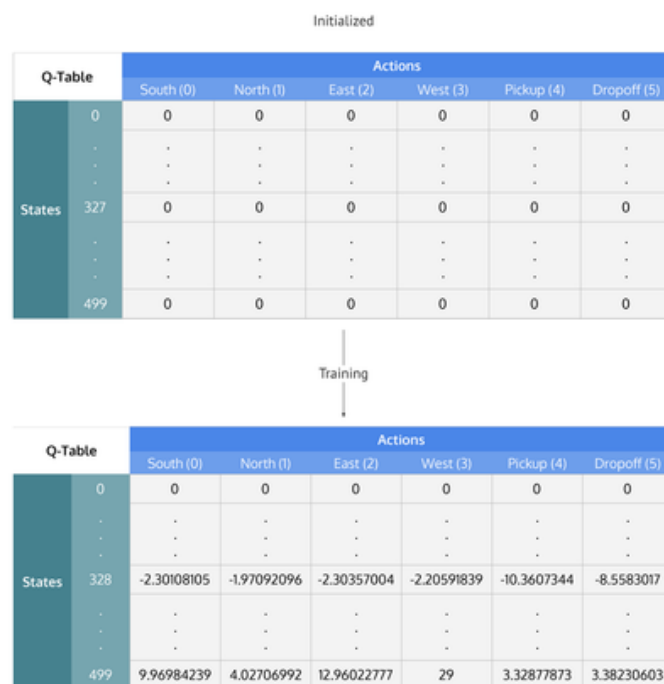 Initialized
Q-Table
Actions
South (0) North (1) East (2) West (3) Pickup (4) Dropoff (5)
0 0 0 0 0 0 0
. . . . . . .
. . . . . . .
. . . . . . .
States 327 0 0 0 0 0 0
. . . . . . .
. . . . . . .
. . . . . . .
499 0 0 0 0 0 0
Training
Q-Table
Actions
South (0) North (1) East (2) West (3) Pickup (4) Dropoff (5)
0 0 0 0 0 0 0
. . . . . . .
. . . . . . .
. . . . . . .
States 328 -2.30108105 -1.97092096 -2.30357004 -2.20591839 -10.3607344 -8.5583017
. . . . . . .
. . . . . . .
. . . . . . .
499 9.96984239 4.02706992 12.96022777 29 3.32877873 3.38230603